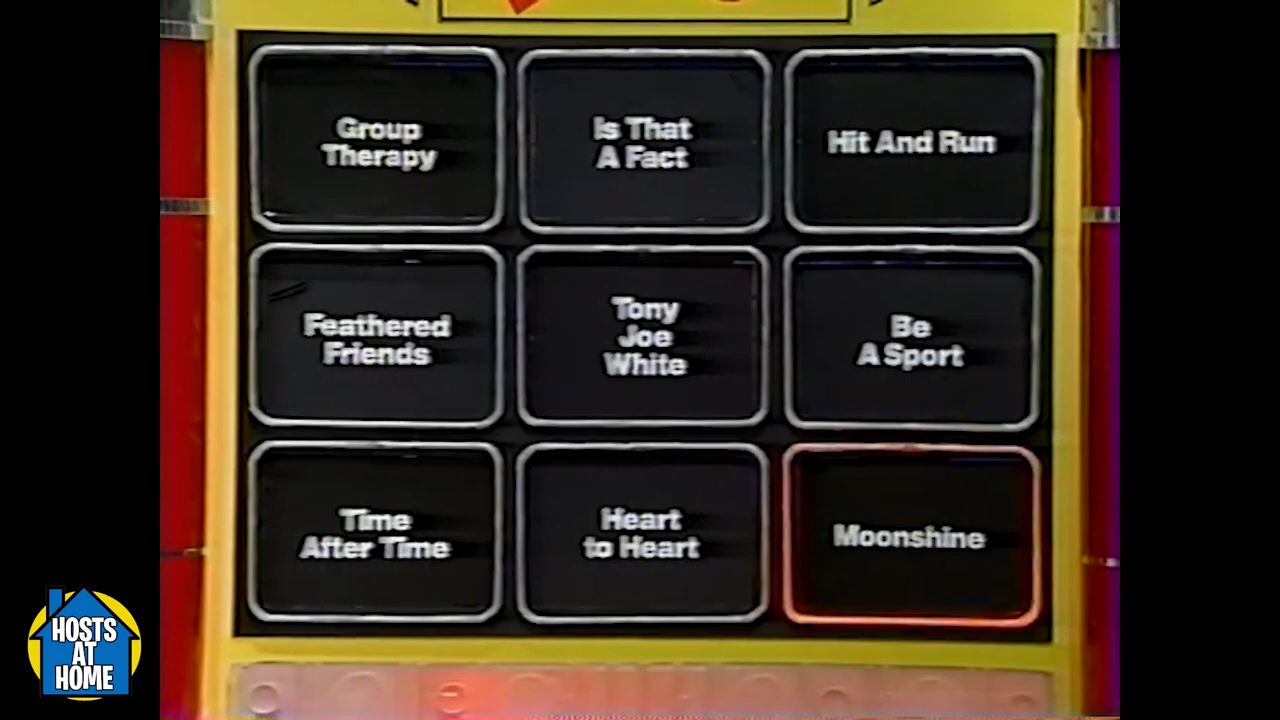 Group
Therapy
Is That
A Fact
Hit And Run
Feathered
Friends
Tony
Joe
White
Be
A Sport
Time
After Time
Heart
to Heart
Moonshine
HOSTS
AT
HOME